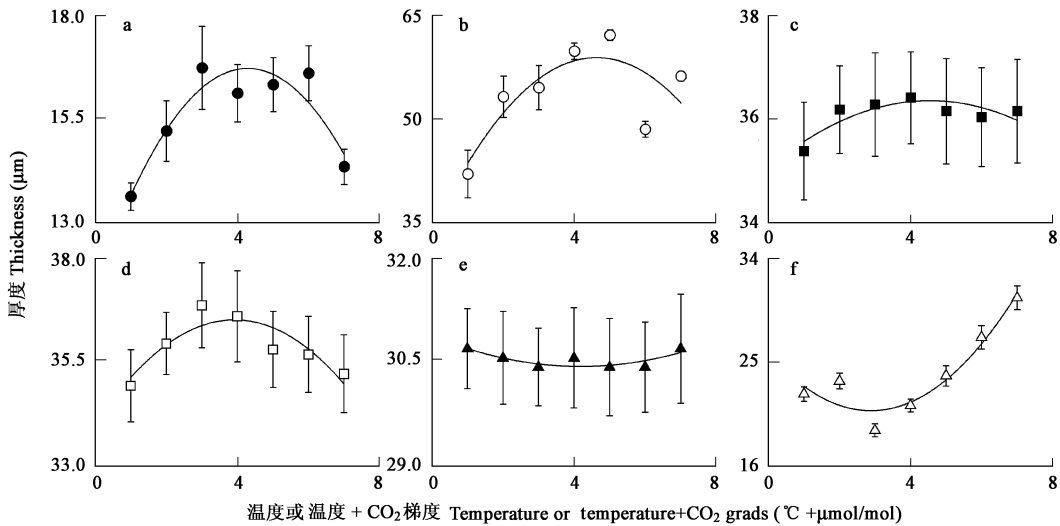 a
18.0
15.5
13.0
0 4 8
b
65
50
35
0 4 8
c
38
36
34
0 4 8
厚度 Thickness (μm)
d
38.0
35.5
33.0
0 4 8
e
32.0
30.5
29.0
0 4 8
f
34
25
16
0 4 8
温度或 温度 + CO2梯度 Temperature or temperature+CO2 grads (℃ +μmol/mol)